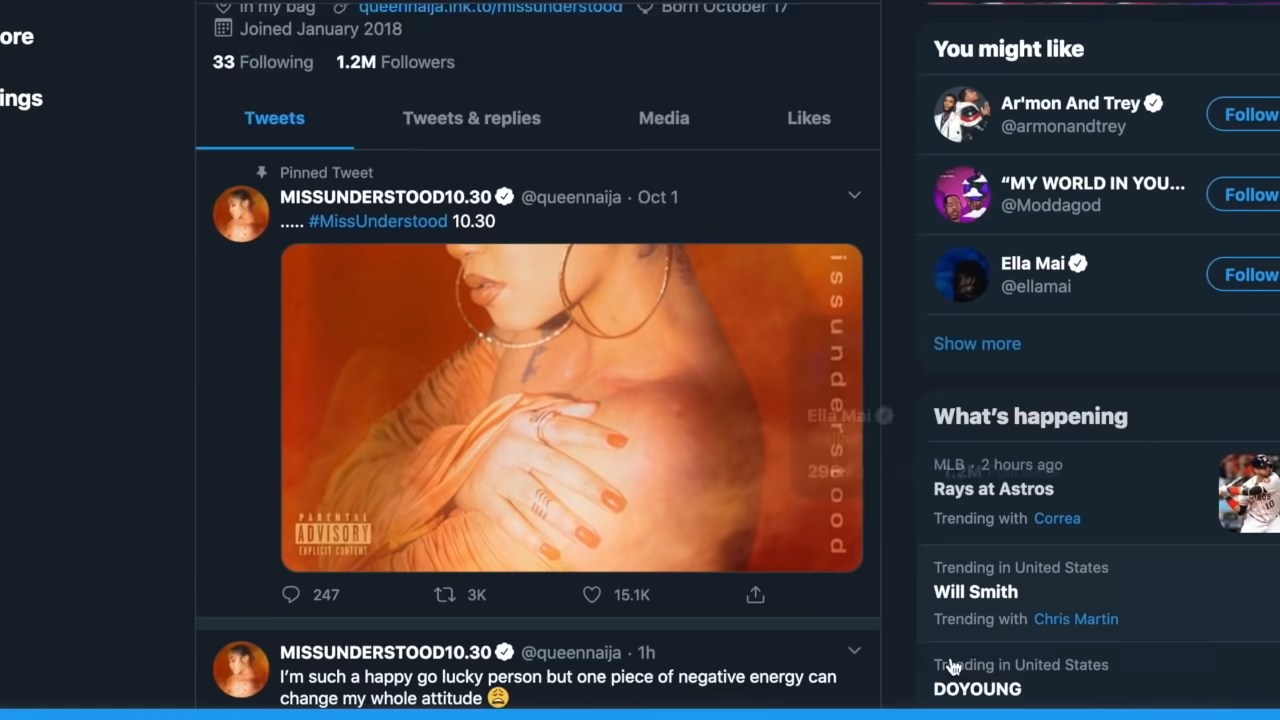 ore
ings
in my bag queennaija.lnk.to/missunderstood Born October 17
Joined January 2018
33 Following 1.2M Followers
Tweets Tweets & replies Media Likes
Pinned Tweet
MISSUNDERSTOOD10.30 @queennaija · Oct 1
..... #MissUnderstood 10.30
issunderstood
PARENTAL
ADVISORY
EXPLICIT CONTENT
247 3K 15.1K
MISSUNDERSTOOD10.30 @queennaija · 1h
I'm such a happy go lucky person but one piece of negative energy can
change my whole attitude 😩
You might like
Ar'mon And Trey
@armonandtrey
Follow
“MY WORLD IN YOU...
@Moddagod
Follow
Ella Mai
@ellamai
Follow
Show more
Ella Mai
What's happening
MLB · 2 hours ago
Rays at Astros
Trending with Correa
Trending in United States
Will Smith
Trending with Chris Martin
Trending in United States
DOYOUNG